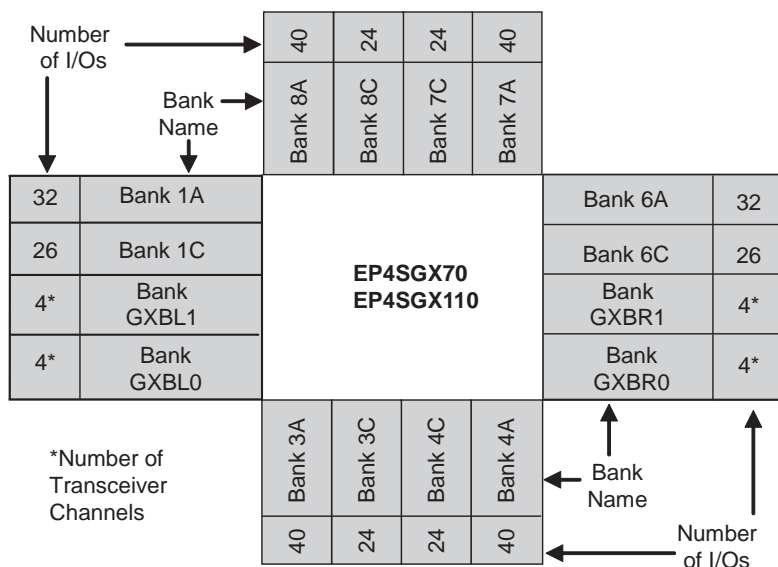 Number
of I/Os
40
24
24
40
Bank
Name
Bank 8A
Bank 8C
Bank 7C
Bank 7A
32
Bank 1A
26
Bank 1C
4*
Bank
GXBL1
4*
Bank
GXBL0
EP4SGX70
EP4SGX110
Bank 6A
32
Bank 6C
26
Bank
GXBR1
4*
Bank
GXBR0
4*
*Number of
Transceiver
Channels
Bank 3A
Bank 3C
Bank 4C
Bank 4A
Bank
Name
40
24
24
40
Number
of I/Os